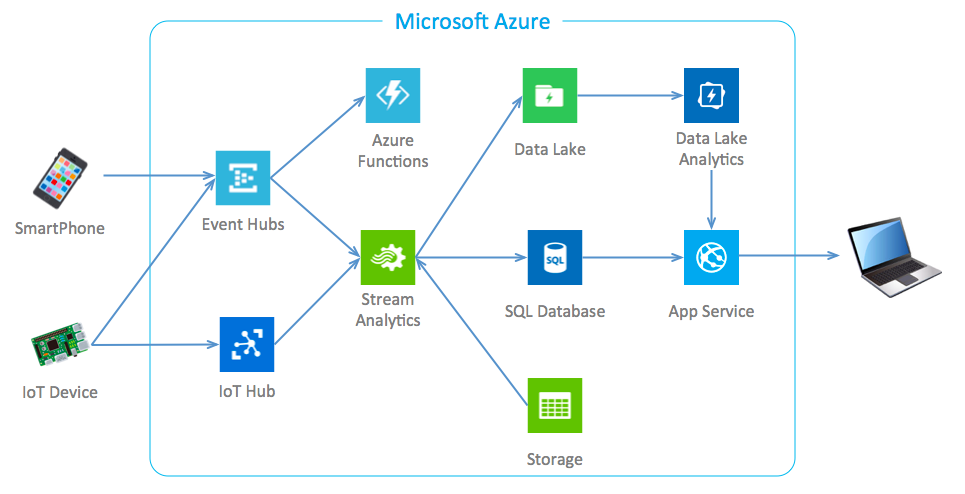 Microsoft Azure
Azure
Functions
Data Lake
Data Lake
Analytics
SmartPhone
Event Hubs
Stream
Analytics
SQL
SQL Database
App Service
IoT Device
IoT Hub
Storage